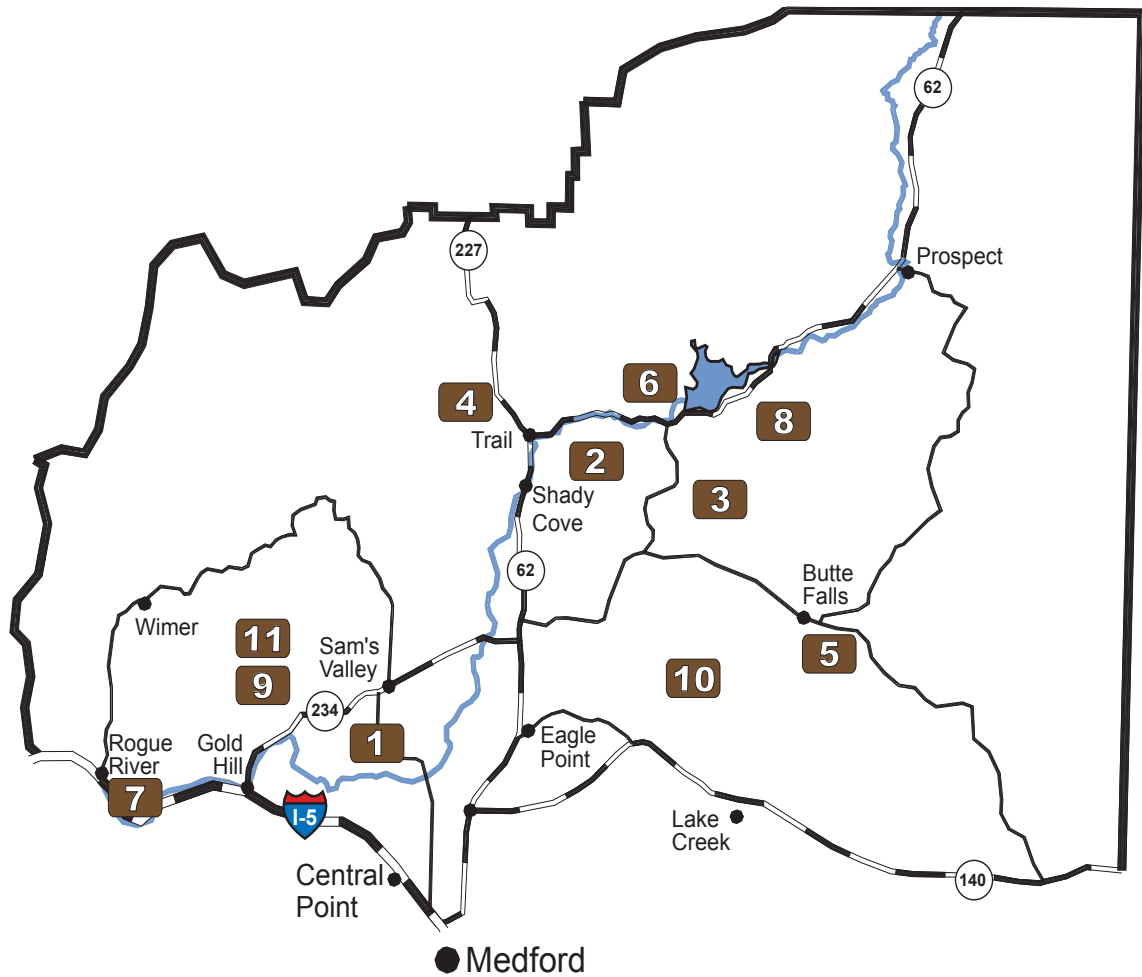 62
227
Prospect
6
4
8
Trail
2
3
Shady
Cove
62
Butte
Falls
Wimer
11
Sam's
Valley
5
9
10
234
1
Eagle
Point
Rogue
River
Gold
Hill
7
I-5
Lake
Creek
Central
Point
140
Medford